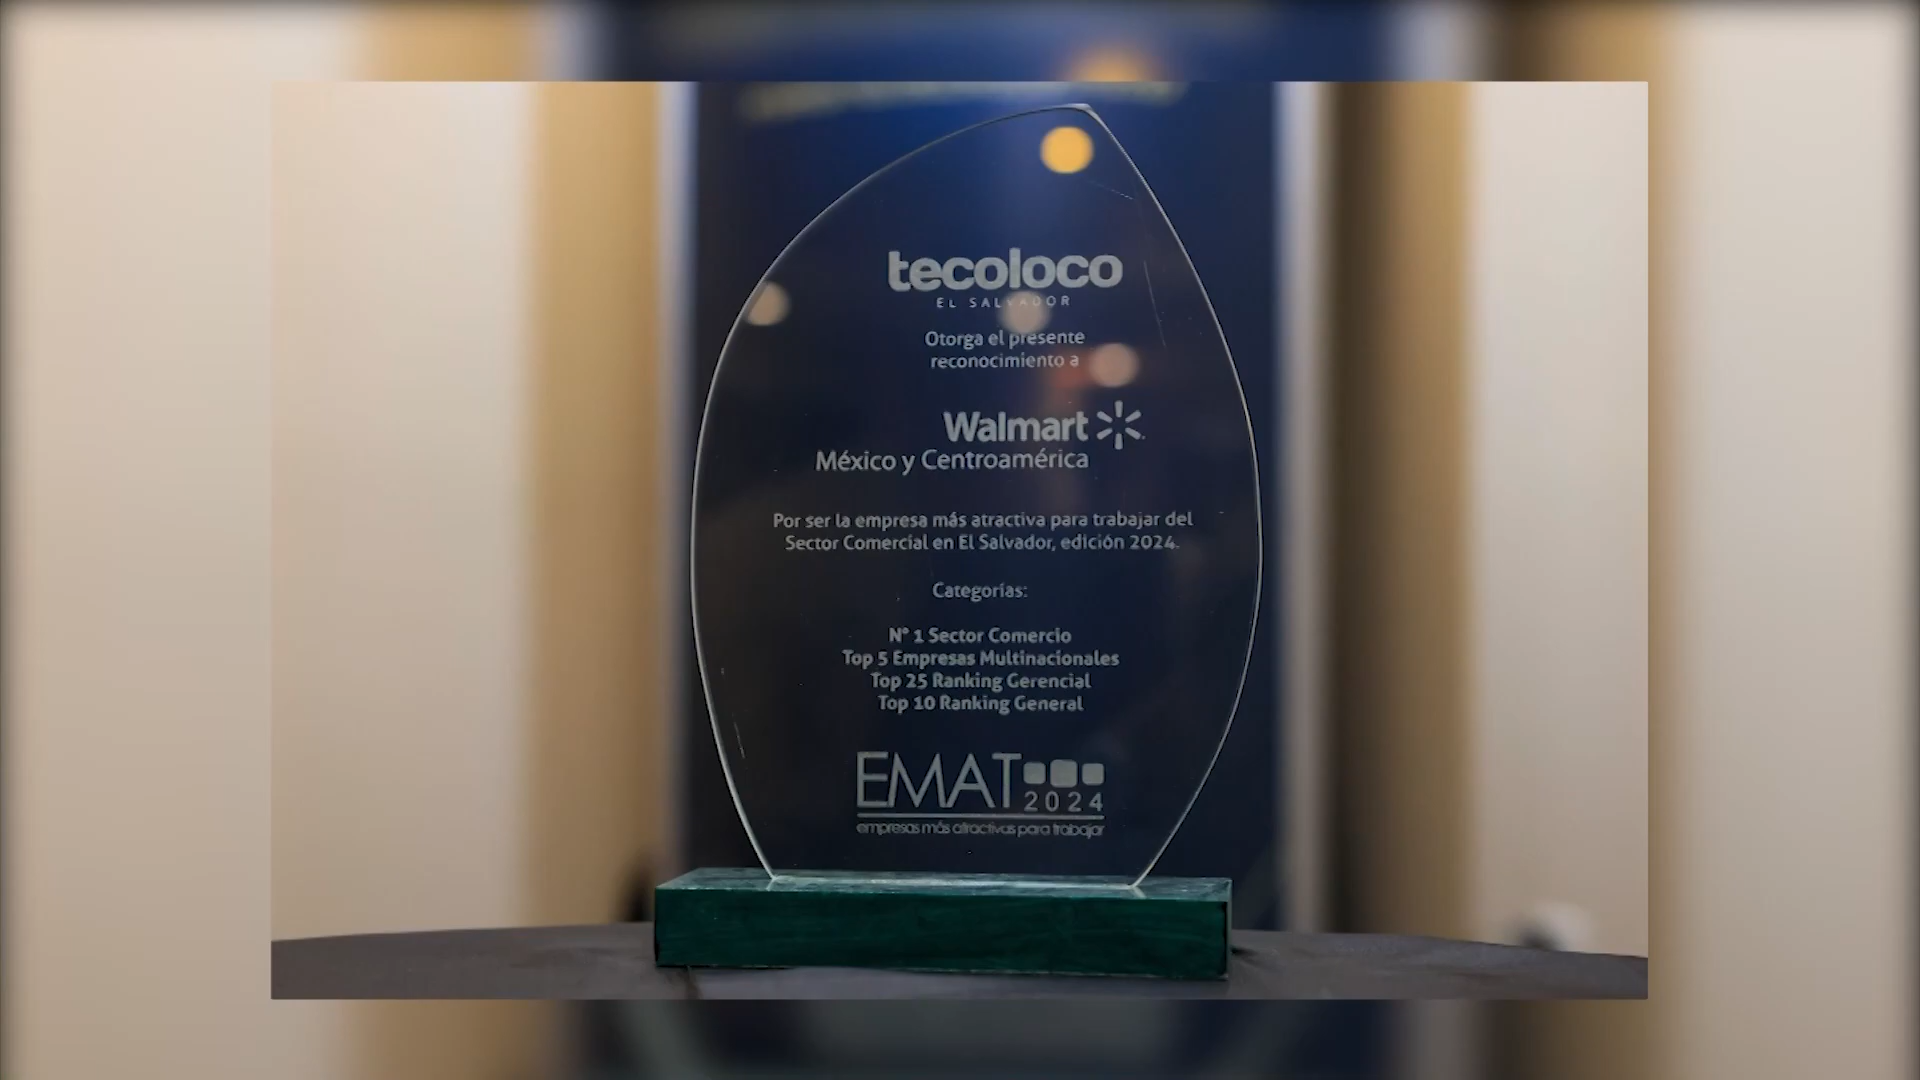 tecoloco
EL SALVADOR
Otorga el presente
reconocimiento a
Walmart
México y Centroamérica
Por ser la empresa más atractiva para trabajar del
Sector Comercial en El Salvador, edición 2024.
Categorías:
N° 1 Sector Comercio
Top 5 Empresas Multinacionales
Top 25 Ranking Gerencial
Top 10 Ranking General
EMAT
2024
empresas más atractivas para trabajar